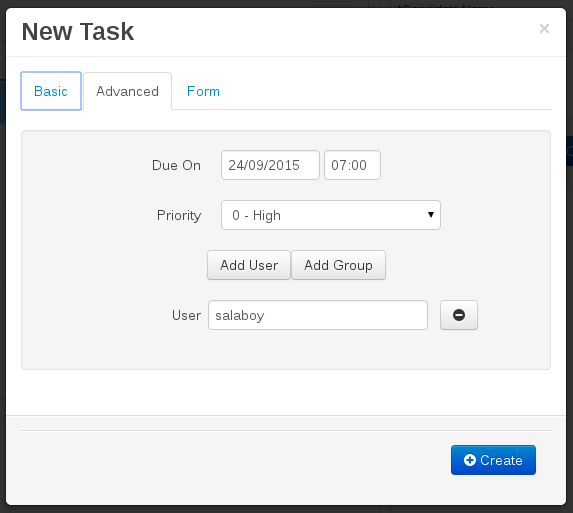 New Task ×
Basic Advanced Form
Due On 24/09/2015 07:00
Priority 0 - High
Add User Add Group
User salaboy
Create